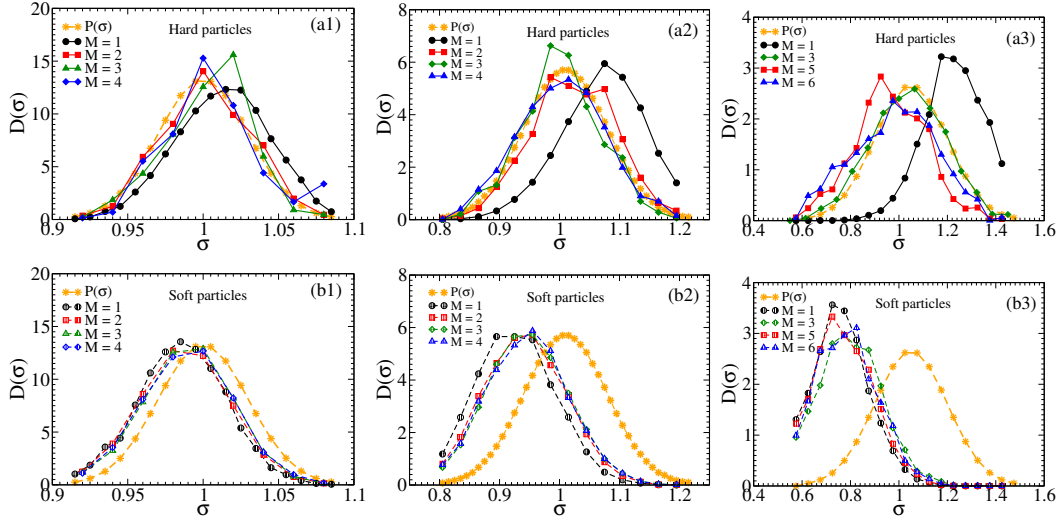 (a1)
Hard particles
P(σ)
M = 1
M = 2
M = 3
M = 4
D(σ)
20
15
10
5
0
0.9
0.95
1
1.05
1.1
σ
(a2)
Hard particles
P(σ)
M = 1
M = 2
M = 3
M = 4
D(σ)
8
6
4
2
0
0.8
0.9
1
1.1
1.2
σ
(a3)
Hard particles
P(σ)
M = 1
M = 3
M = 5
M = 6
D(σ)
4
3
2
1
0
0.4
0.6
0.8
1
1.2
1.4
1.6
σ
(b1)
Soft particles
P(σ)
M = 1
M = 2
M = 3
M = 4
D(σ)
20
15
10
5
0
0.9
0.95
1
1.05
1.1
σ
(b2)
Soft particles
P(σ)
M = 1
M = 2
M = 3
M = 4
D(σ)
8
6
4
2
0
0.8
0.9
1
1.1
1.2
σ
(b3)
Soft particles
P(σ)
M = 1
M = 3
M = 5
M = 6
D(σ)
4
3
2
1
0
0.4
0.6
0.8
1
1.2
1.4
1.6
σ